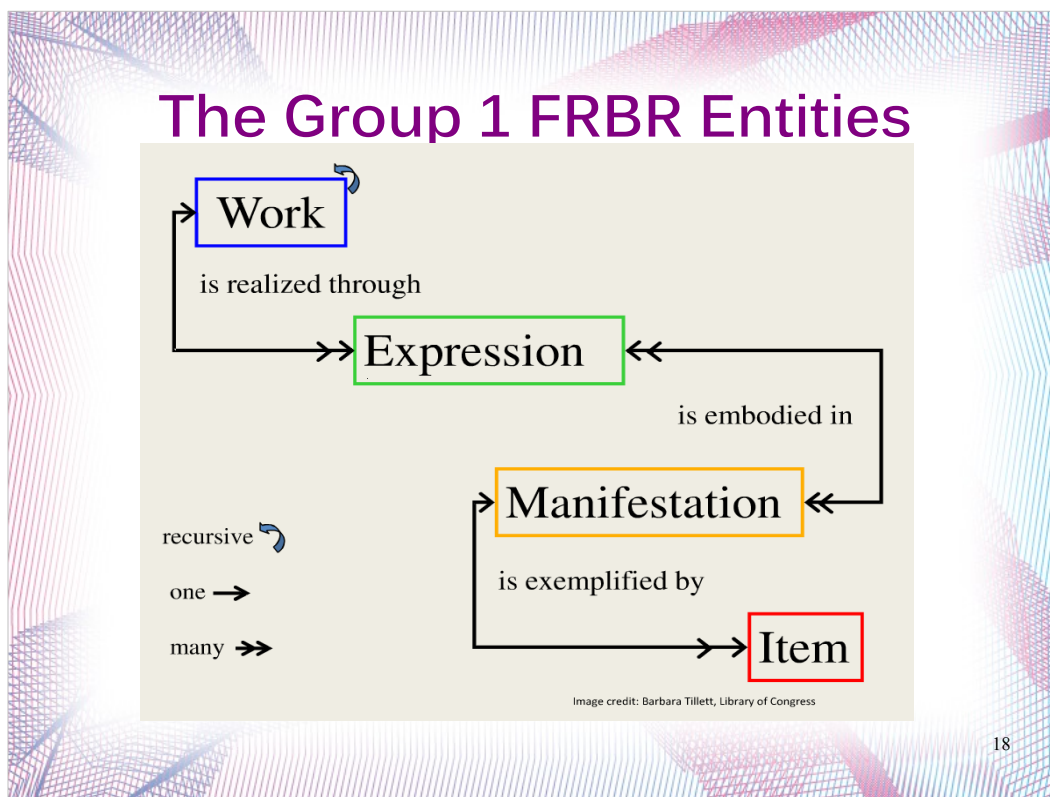 The Group 1 FRBR Entities
Work
is realized through
Expression
is embodied in
Manifestation
recursive
is exemplified by
one
many
Item
Image credit: Barbara Tillett, Library of Congress
18